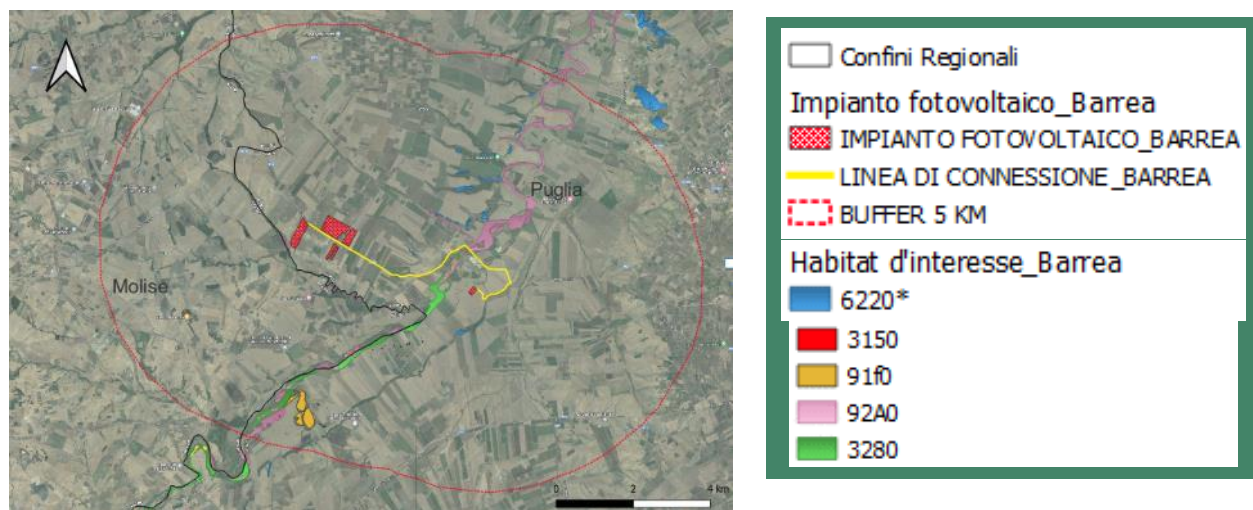 Puglia
Molise
0 2 4 km
Confini Regionali
Impianto fotovoltaico_Barrea
IMPIANTO FOTOVOLTAICO_BARREA
LINEA DI CONNESSIONE_BARREA
BUFFER 5 KM
Habitat d'interesse_Barrea
6220*
3150
91f0
92A0
3280